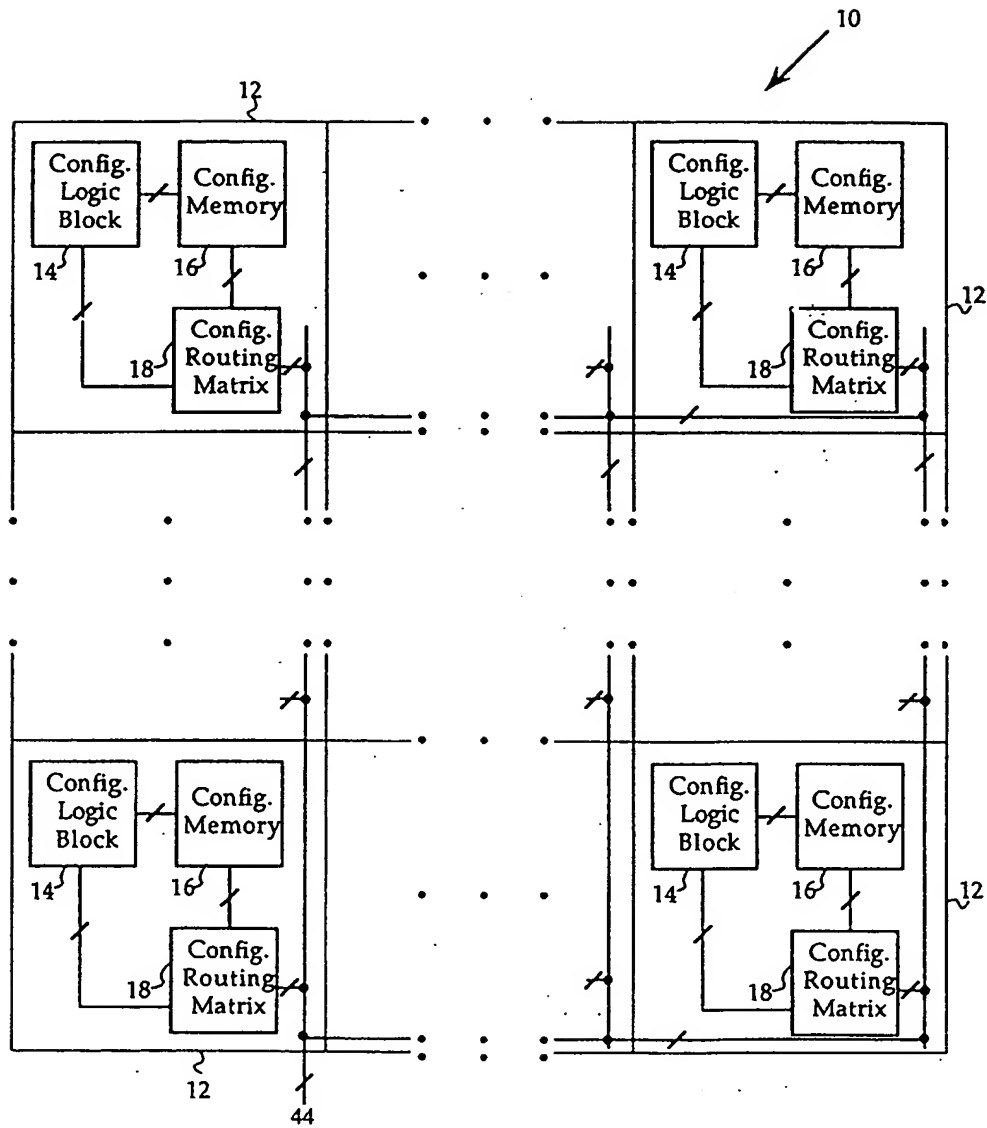 10
12
Config.
Logic
Block
Config.
Memory
14
16
Config.
Routing
Matrix
18
Config.
Logic
Block
Config.
Memory
14
16
12
Config.
Routing
Matrix
18
Config.
Logic
Block
Config.
Memory
14
16
Config.
Routing
Matrix
18
12
44
Config.
Logic
Block
Config.
Memory
14
16
12
Config.
Routing
Matrix
18